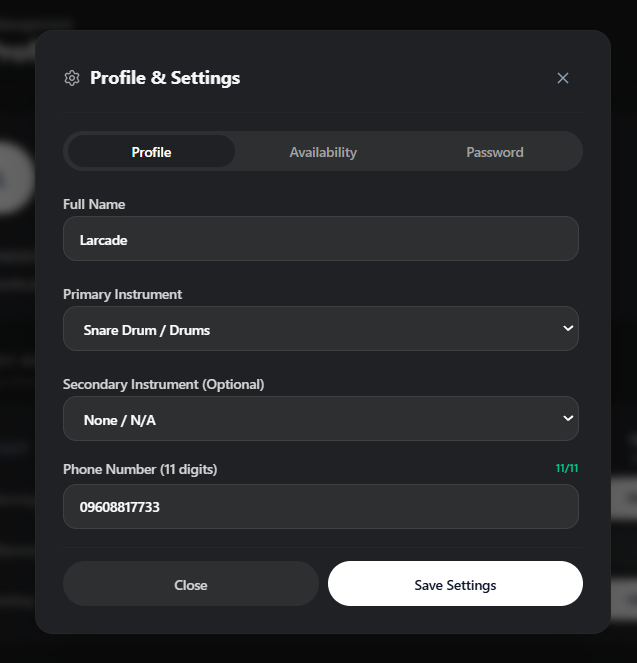 Profile & Settings
Profile Availability Password
Full Name
Larcade
Primary Instrument
Snare Drum / Drums
Secondary Instrument (Optional)
None / N/A
Phone Number (11 digits) 11/11
09608817733
Close Save Settings